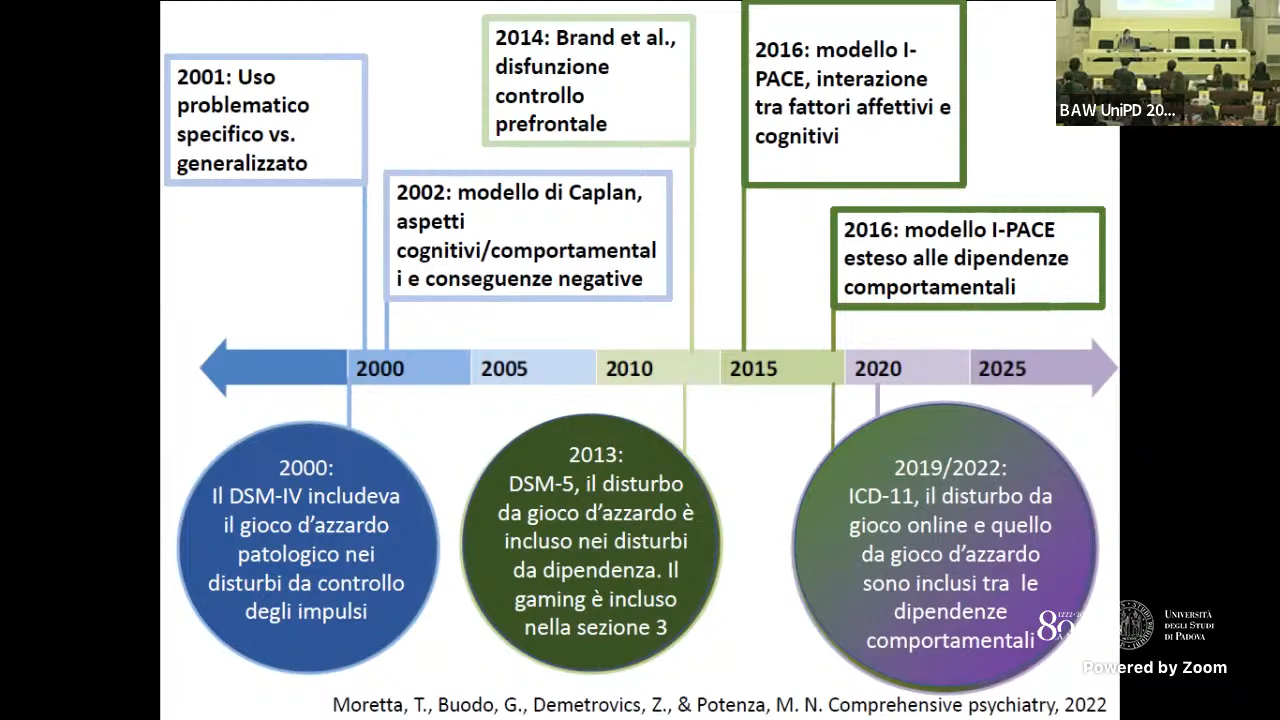 2001: Uso
problematico
specifico vs.
generalizzato
2002: modello di Caplan,
aspetti
cognitivi/comportamental
i e conseguenze negative
2014: Brand et al.,
disfunzione
controllo
prefrontale
2016: modello I-
PACE, interazione
tra fattori affettivi e
cognitivi
2016: modello I-PACE
esteso alle dipendenze
comportamentali
BAW UniPD 20...
2000
2005
2010
2015
2020
2025
2000:
Il DSM-IV includeva
il gioco d'azzardo
patologico nei
disturbi da controllo
degli impulsi
2013:
DSM-5, il disturbo
da gioco d'azzardo è
incluso nei disturbi
da dipendenza. Il
gaming è incluso
nella sezione 3
2019/2022:
ICD-11, il disturbo da
gioco online e quello
da gioco d'azzardo
sono inclusi tra le
dipendenze
comportamentali
UNIVERSITÀ
DEGLI STUDI
DI PADOVA
Powered by Zoom
Moretta, T., Buodo, G., Demetrovics, Z., & Potenza, M. N. Comprehensive psychiatry, 2022